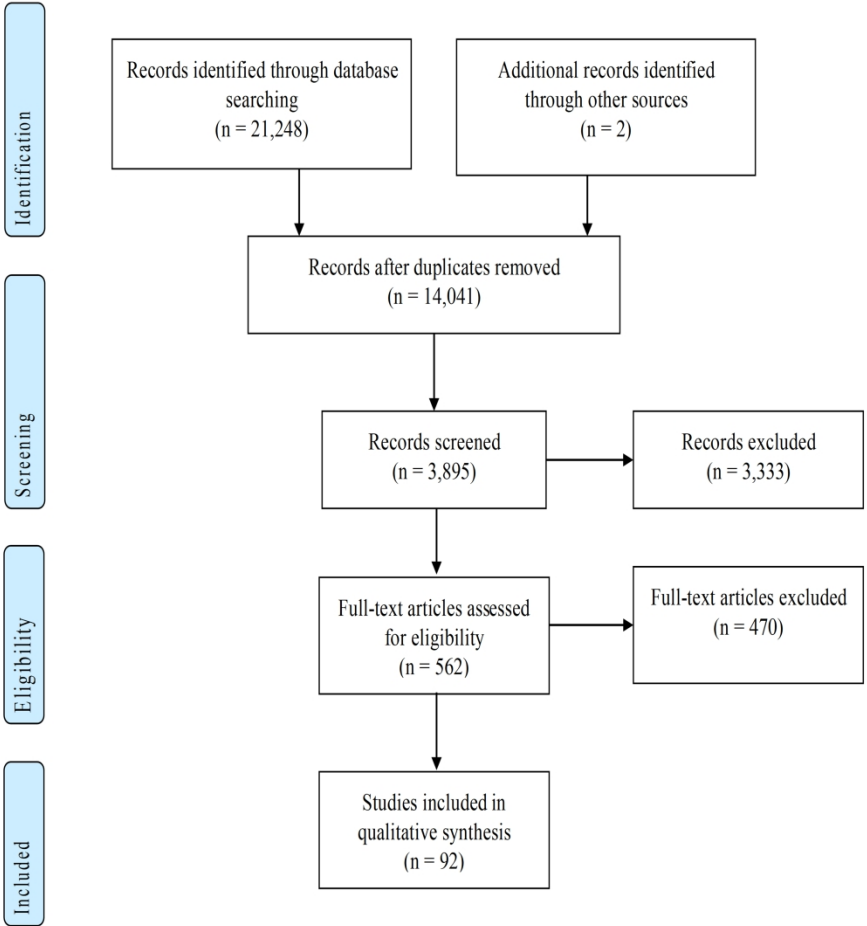 Identification
Records identified through database
searching
(n = 21,248)
Additional records identified
through other sources
(n = 2)
Records after duplicates removed
(n = 14,041)
Screening
Records screened
(n = 3,895)
Records excluded
(n = 3,333)
Eligibility
Full-text articles assessed
for eligibility
(n = 562)
Full-text articles excluded
(n = 470)
Included
Studies included in
qualitative synthesis
(n = 92)